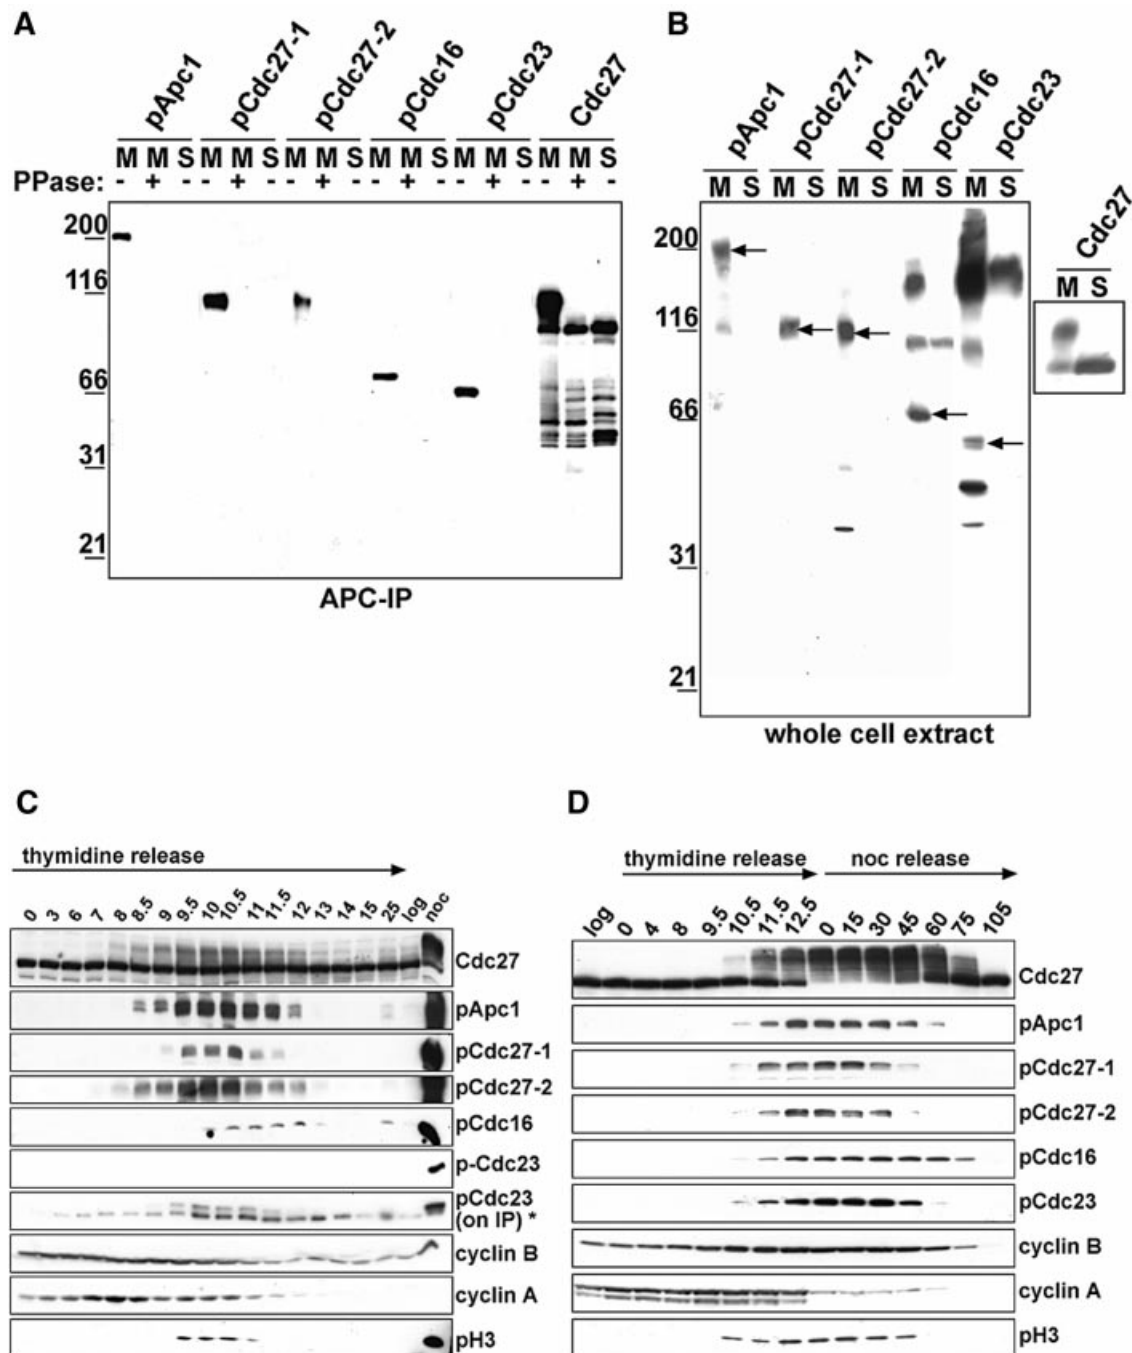 A
pApc1 pCdc27-1 pCdc27-2 pCdc16 pCdc23 Cdc27
M M S M M S M M S M M S M M S M M S
PPase: - + - - + - - + - - + - - + - - + -
200
116
66
31
21
APC-IP
B
pApc1 pCdc27-1 pCdc27-2 pCdc16 pCdc23
M S M S M S M S M S
200
116
66
31
21
whole cell extract
Cdc27
M S
C
thymidine release
0 3 6 7 8 8.5 9 9.5 10 10.5 11 11.5 12 13 14 15 25 log noc
Cdc27
pApc1
pCdc27-1
pCdc27-2
pCdc16
p-Cdc23
pCdc23
(on IP) *
cyclin B
cyclin A
pH3
D
thymidine release noc release
log 0 4 8 9.5 10.5 11.5 12.5 0 15 30 45 60 75 105
Cdc27
pApc1
pCdc27-1
pCdc27-2
pCdc16
pCdc23
cyclin B
cyclin A
pH3